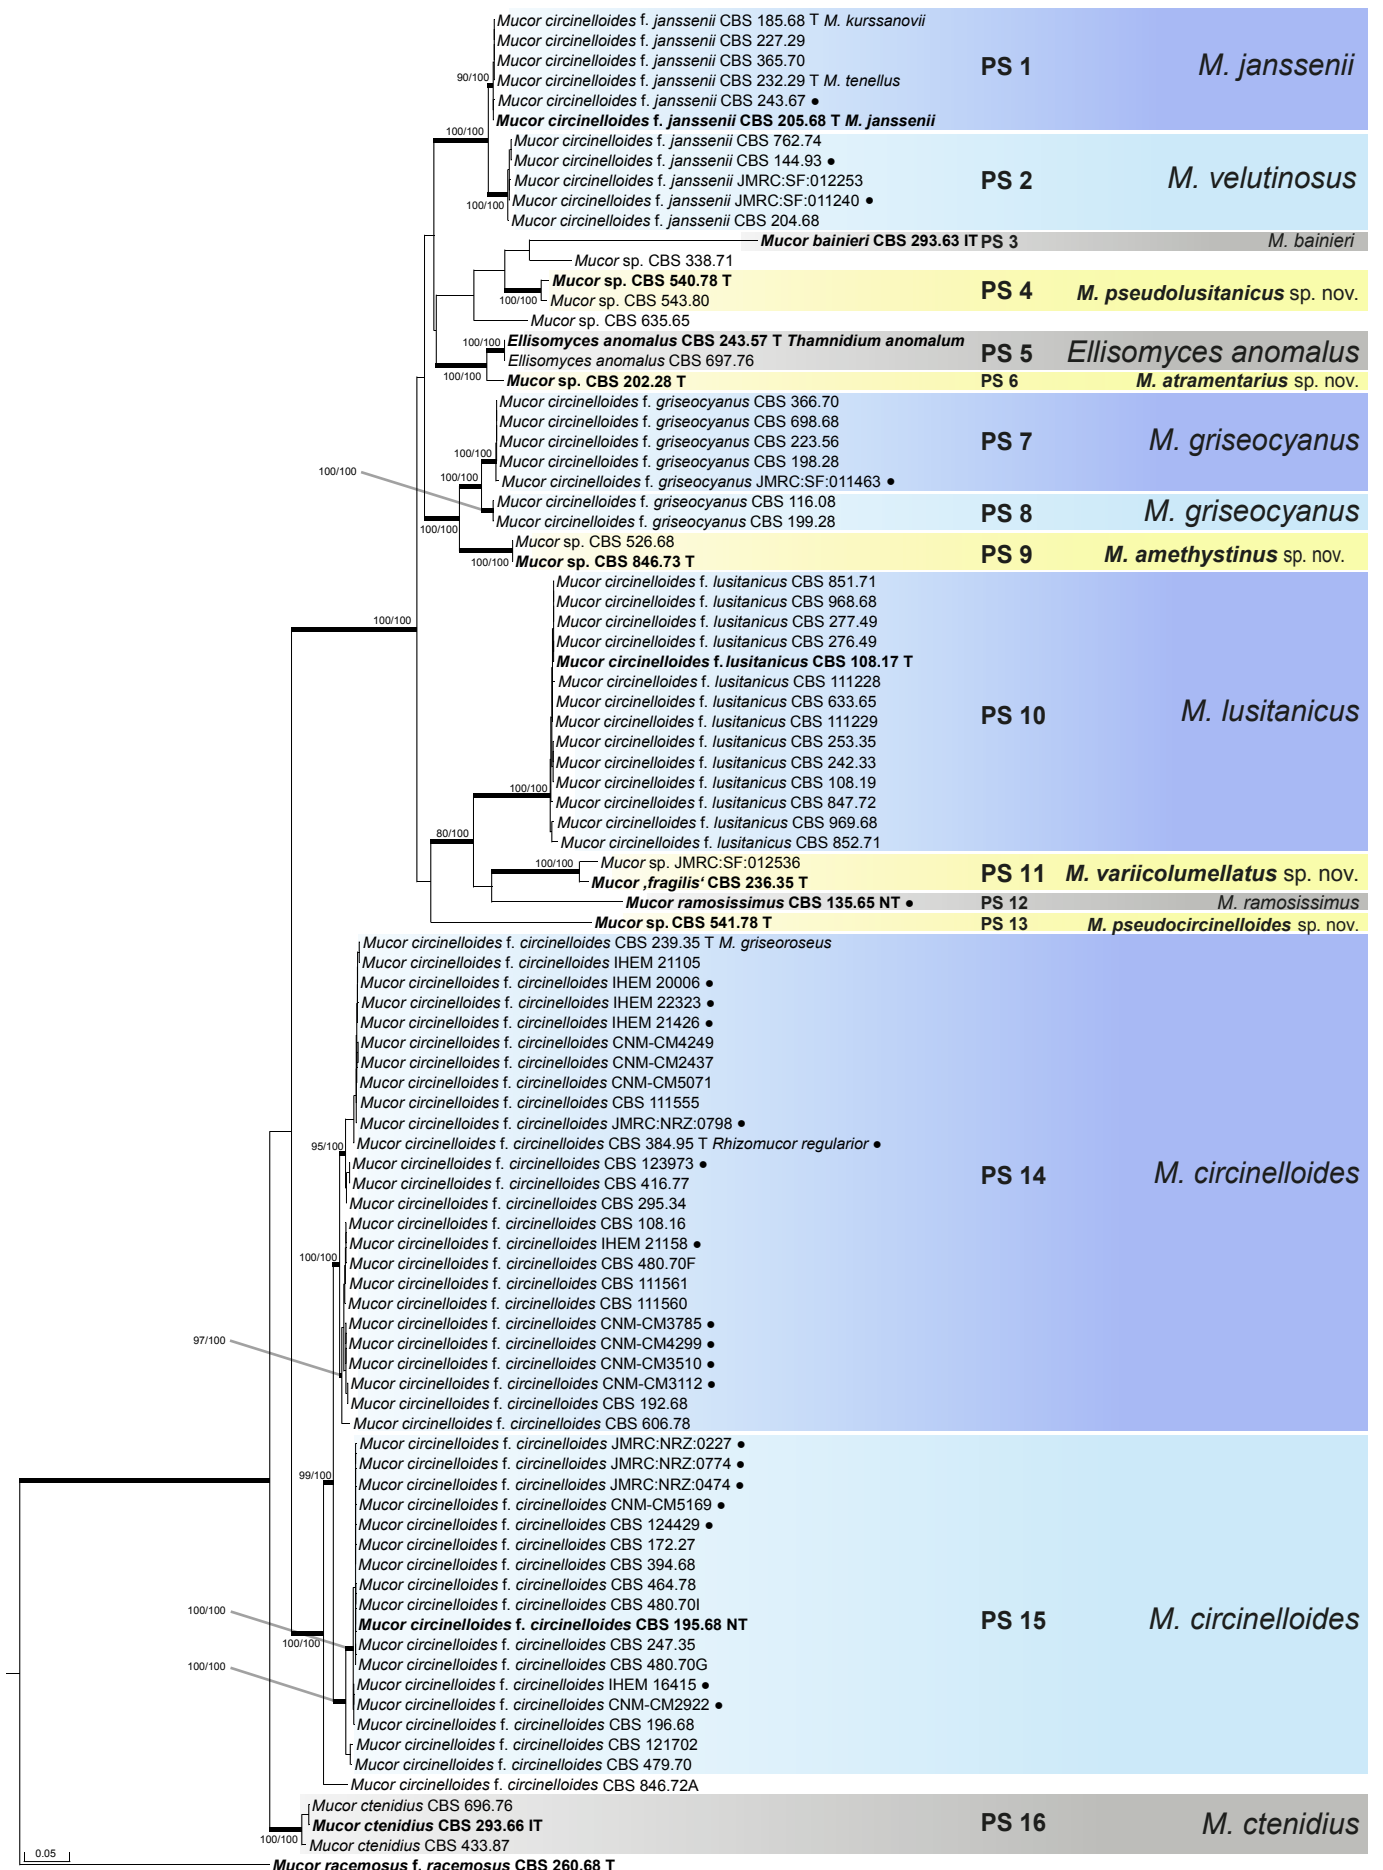 Mucor circinelloides f. janssenii CBS 185.68 T M. kurssanovii
Mucor circinelloides f. janssenii CBS 227.29
Mucor circinelloides f. janssenii CBS 365.70
PS 1 M. janssenii
90/100
Mucor circinelloides f. janssenii CBS 232.29 T M. tenellus
Mucor circinelloides f. janssenii CBS 243.67 ●
Mucor circinelloides f. janssenii CBS 205.68 T M. janssenii
100/100
Mucor circinelloides f. janssenii CBS 762.74
Mucor circinelloides f. janssenii CBS 144.93 ●
Mucor circinelloides f. janssenii JMRC:SF:012253
PS 2 M. velutinosus
Mucor circinelloides f. janssenii JMRC:SF:011240 ●
100/100
Mucor circinelloides f. janssenii CBS 204.68
Mucor bainieri CBS 293.63 IT PS 3 M. bainieri
Mucor sp. CBS 338.71
Mucor sp. CBS 540.78 T
PS 4 M. pseudolusitanicus sp. nov.
100/100
Mucor sp. CBS 543.80
Mucor sp. CBS 635.65
100/100
Ellisomyces anomalus CBS 243.57 T Thamnidium anomalum
PS 5 Ellisomyces anomalus
Ellisomyces anomalus CBS 697.76
100/100
Mucor sp. CBS 202.28 T PS 6 M. atramentarius sp. nov.
Mucor circinelloides f. griseocyanus CBS 366.70
Mucor circinelloides f. griseocyanus CBS 698.68
Mucor circinelloides f. griseocyanus CBS 223.56
PS 7 M. griseocyanus
100/100
Mucor circinelloides f. griseocyanus CBS 198.28
100/100
100/100
Mucor circinelloides f. griseocyanus JMRC:SF:011463 ●
Mucor circinelloides f. griseocyanus CBS 116.08
PS 8 M. griseocyanus
Mucor circinelloides f. griseocyanus CBS 199.28
100/100
Mucor sp. CBS 526.68
PS 9 M. amethystinus sp. nov.
100/100
Mucor sp. CBS 846.73 T
Mucor circinelloides f. lusitanicus CBS 851.71
Mucor circinelloides f. lusitanicus CBS 968.68
100/100
Mucor circinelloides f. lusitanicus CBS 277.49
Mucor circinelloides f. lusitanicus CBS 276.49
Mucor circinelloides f. lusitanicus CBS 108.17 T
Mucor circinelloides f. lusitanicus CBS 111228
Mucor circinelloides f. lusitanicus CBS 633.65
PS 10 M. lusitanicus
Mucor circinelloides f. lusitanicus CBS 111229
Mucor circinelloides f. lusitanicus CBS 253.35
Mucor circinelloides f. lusitanicus CBS 242.33
Mucor circinelloides f. lusitanicus CBS 108.19
100/100
Mucor circinelloides f. lusitanicus CBS 847.72
Mucor circinelloides f. lusitanicus CBS 969.68
80/100
Mucor circinelloides f. lusitanicus CBS 852.71
100/100
Mucor sp. JMRC:SF:012536
PS 11 M. variicolumellatus sp. nov.
Mucor ‚fragilis‘ CBS 236.35 T
Mucor ramosissimus CBS 135.65 NT ● PS 12 M. ramosissimus
Mucor sp. CBS 541.78 T PS 13 M. pseudocircinelloides sp. nov.
Mucor circinelloides f. circinelloides CBS 239.35 T M. griseoroseus
Mucor circinelloides f. circinelloides IHEM 21105
Mucor circinelloides f. circinelloides IHEM 20006 ●
Mucor circinelloides f. circinelloides IHEM 22323 ●
Mucor circinelloides f. circinelloides IHEM 21426 ●
Mucor circinelloides f. circinelloides CNM-CM4249
Mucor circinelloides f. circinelloides CNM-CM2437
Mucor circinelloides f. circinelloides CNM-CM5071
Mucor circinelloides f. circinelloides CBS 111555
Mucor circinelloides f. circinelloides JMRC:NRZ:0798 ●
95/100
Mucor circinelloides f. circinelloides CBS 384.95 T Rhizomucor regularior ●
Mucor circinelloides f. circinelloides CBS 123973 ●
PS 14 M. circinelloides
Mucor circinelloides f. circinelloides CBS 416.77
Mucor circinelloides f. circinelloides CBS 295.34
Mucor circinelloides f. circinelloides CBS 108.16
Mucor circinelloides f. circinelloides IHEM 21158 ●
100/100
Mucor circinelloides f. circinelloides CBS 480.70F
Mucor circinelloides f. circinelloides CBS 111561
Mucor circinelloides f. circinelloides CBS 111560
Mucor circinelloides f. circinelloides CNM-CM3785 ●
97/100
Mucor circinelloides f. circinelloides CNM-CM4299 ●
Mucor circinelloides f. circinelloides CNM-CM3510 ●
Mucor circinelloides f. circinelloides CNM-CM3112 ●
Mucor circinelloides f. circinelloides CBS 192.68
Mucor circinelloides f. circinelloides CBS 606.78
Mucor circinelloides f. circinelloides JMRC:NRZ:0227 ●
Mucor circinelloides f. circinelloides JMRC:NRZ:0774 ●
99/100
Mucor circinelloides f. circinelloides JMRC:NRZ:0474 ●
Mucor circinelloides f. circinelloides CNM-CM5169 ●
Mucor circinelloides f. circinelloides CBS 124429 ●
Mucor circinelloides f. circinelloides CBS 172.27
Mucor circinelloides f. circinelloides CBS 394.68
Mucor circinelloides f. circinelloides CBS 464.78
Mucor circinelloides f. circinelloides CBS 480.70I
100/100
Mucor circinelloides f. circinelloides CBS 195.68 NT
PS 15 M. circinelloides
100/100
Mucor circinelloides f. circinelloides CBS 247.35
Mucor circinelloides f. circinelloides CBS 480.70G
100/100
Mucor circinelloides f. circinelloides IHEM 16415 ●
Mucor circinelloides f. circinelloides CNM-CM2922 ●
Mucor circinelloides f. circinelloides CBS 196.68
Mucor circinelloides f. circinelloides CBS 121702
Mucor circinelloides f. circinelloides CBS 479.70
Mucor circinelloides f. circinelloides CBS 846.72A
Mucor ctenidius CBS 696.76
Mucor ctenidius CBS 293.66 IT
PS 16 M. ctenidius
100/100
Mucor ctenidius CBS 433.87
0.05
Mucor racemosus f. racemosus CBS 260.68 T